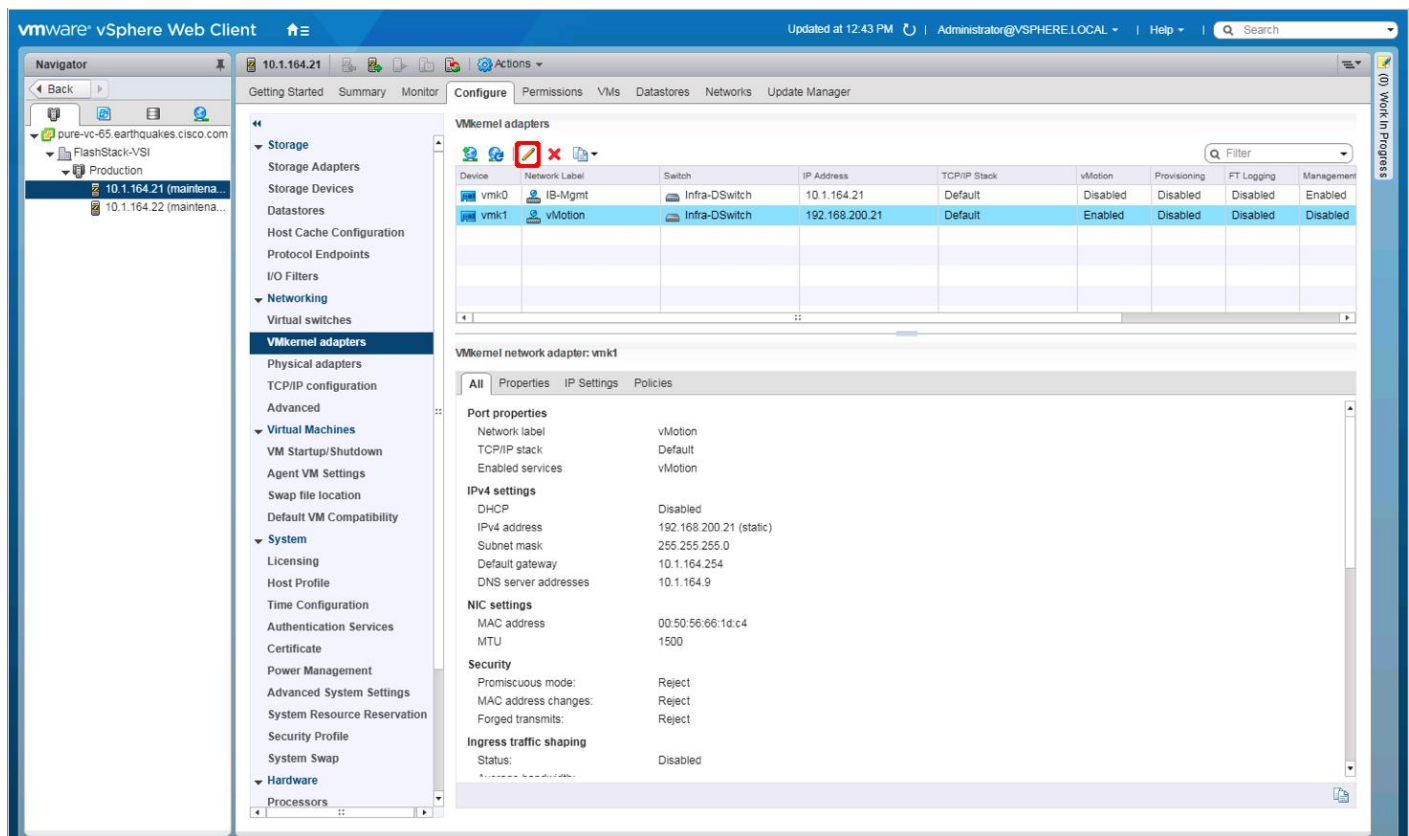 vmware® vSphere Web Client
Updated at 12:43 PM | Administrator@VSPHERE.LOCAL | Help | Search
Navigator
Back
pure-vc-65.earthquakes.cisco.com
FlashStack-VSI
Production
10.1.164.21 (maintena...
10.1.164.22 (maintena...
10.1.164.21 Actions
Getting Started Summary Monitor Configure Permissions VMs Datastores Networks Update Manager
Storage
Storage Adapters
Storage Devices
Datastores
Host Cache Configuration
Protocol Endpoints
I/O Filters
Networking
Virtual switches
VMkernel adapters
Physical adapters
TCP/IP configuration
Advanced
Virtual Machines
VM Startup/Shutdown
Agent VM Settings
Swap file location
Default VM Compatibility
System
Licensing
Host Profile
Time Configuration
Authentication Services
Certificate
Power Management
Advanced System Settings
System Resource Reservation
Security Profile
System Swap
Hardware
Processors
VMkernel adapters
Filter
Device Network Label Switch IP Address TCP/IP Stack vMotion Provisioning FT Logging Management
vmk0 IB-Mgmt Infra-DSwitch 10.1.164.21 Default Disabled Disabled Disabled Enabled
vmk1 vMotion Infra-DSwitch 192.168.200.21 Default Enabled Disabled Disabled Disabled
VMkernel network adapter: vmk1
All Properties IP Settings Policies
Port properties
Network label vMotion
TCP/IP stack Default
Enabled services vMotion
IPv4 settings
DHCP Disabled
IPv4 address 192.168.200.21 (static)
Subnet mask 255.255.255.0
Default gateway 10.1.164.254
DNS server addresses 10.1.164.9
NIC settings
MAC address 00:50:56:66:1d:c4
MTU 1500
Security
Promiscuous mode: Reject
MAC address changes: Reject
Forged transmits: Reject
Ingress traffic shaping
Status: Disabled
(0) Work In Progress